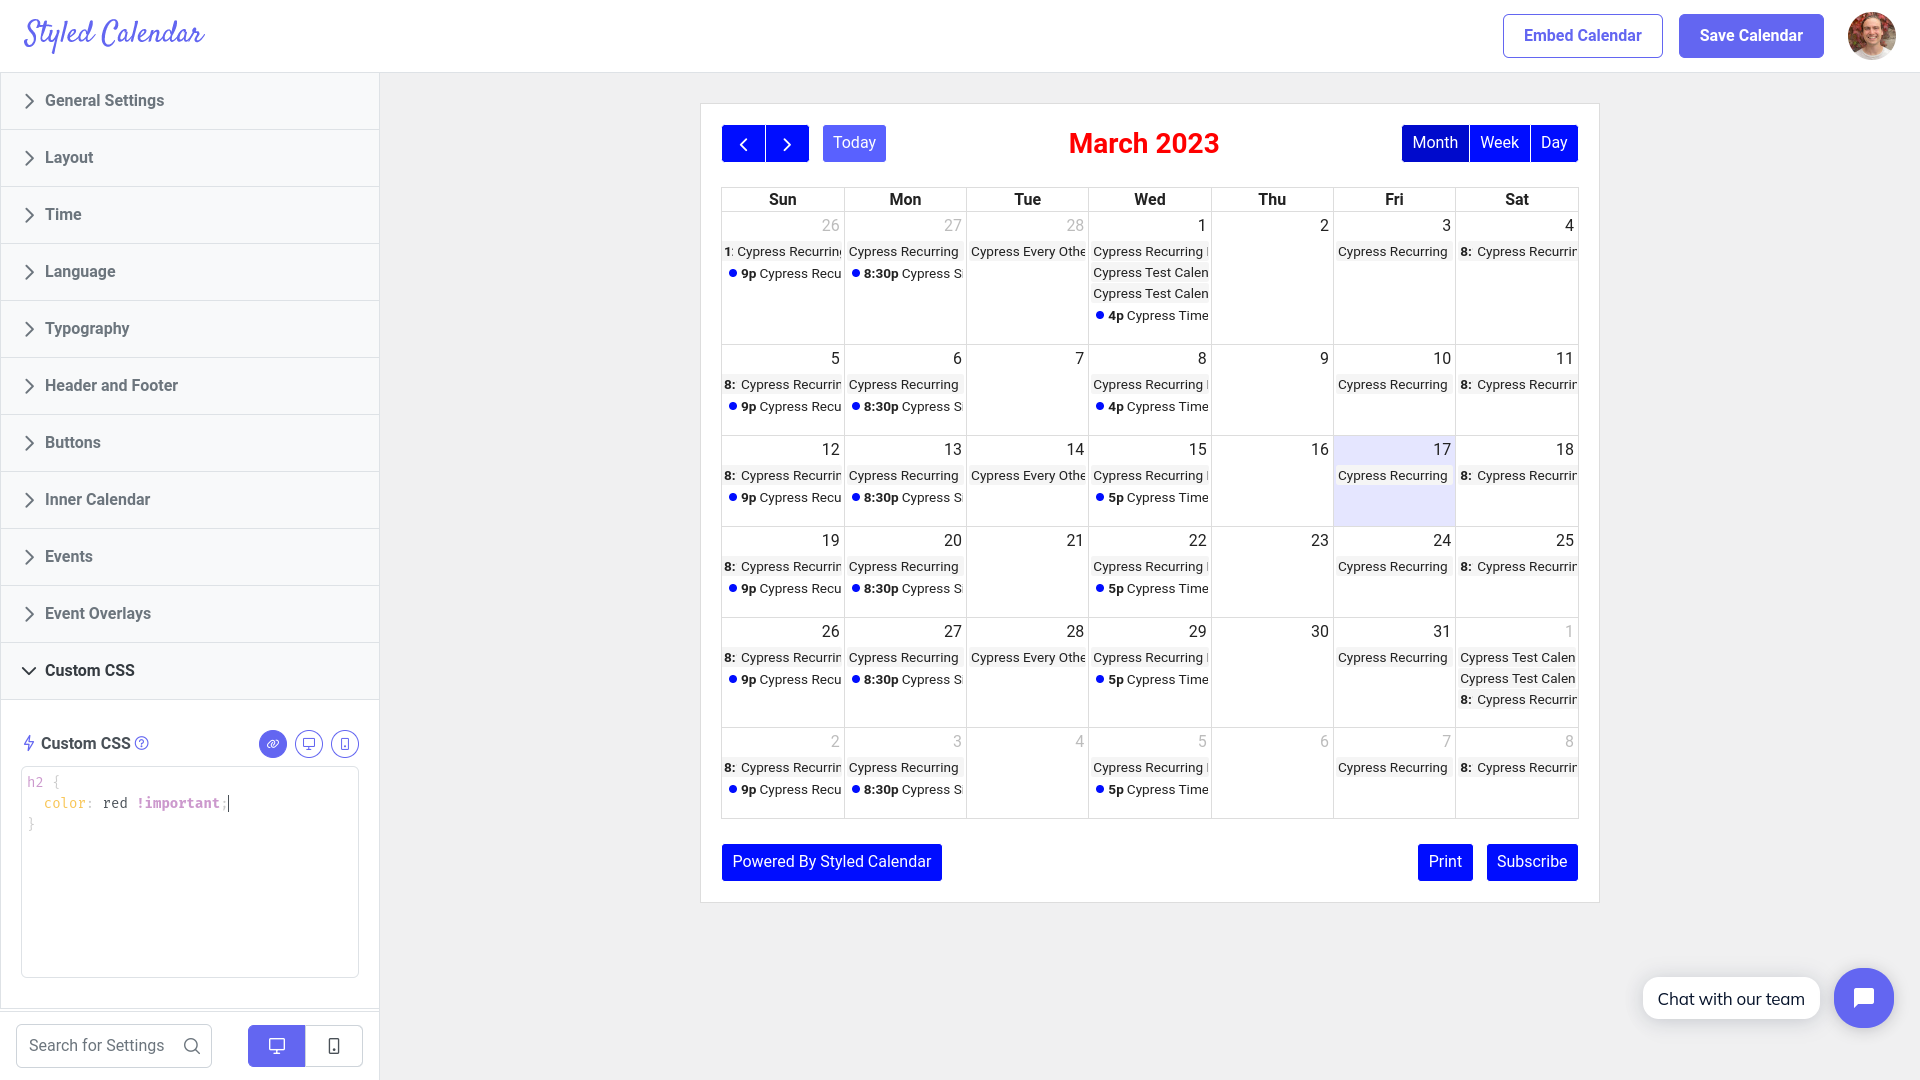 Styled Calendar
Embed Calendar
Save Calendar
General Settings
Layout
Time
Language
Typography
Header and Footer
Buttons
Inner Calendar
Events
Event Overlays
Custom CSS
Custom CSS
h2 {
color: red !important;
}
Search for Settings
Today
March 2023
Month Week Day
Sun Mon Tue Wed Thu Fri Sat
26 27 28 1 2 3 4
1: Cypress Recurring Cypress Recurring Cypress Every Othe Cypress Recurring Cypress Recurring 8: Cypress Recurrin
9p Cypress Recu 8:30p Cypress S Cypress Test Calen
Cypress Test Calen
4p Cypress Time
5 6 7 8 9 10 11
8: Cypress Recurrin Cypress Recurring Cypress Recurring Cypress Recurring 8: Cypress Recurrin
9p Cypress Recu 8:30p Cypress S 4p Cypress Time
12 13 14 15 16 17 18
8: Cypress Recurrin Cypress Recurring Cypress Every Othe Cypress Recurring Cypress Recurring 8: Cypress Recurrin
9p Cypress Recu 8:30p Cypress S 5p Cypress Time
19 20 21 22 23 24 25
8: Cypress Recurrin Cypress Recurring Cypress Recurring Cypress Recurring 8: Cypress Recurrin
9p Cypress Recu 8:30p Cypress S 5p Cypress Time
26 27 28 29 30 31 1
8: Cypress Recurrin Cypress Recurring Cypress Every Othe Cypress Recurring Cypress Recurring Cypress Test Calen
9p Cypress Recu 8:30p Cypress S 5p Cypress Time Cypress Test Calen
8: Cypress Recurrin
2 3 4 5 6 7 8
8: Cypress Recurrin Cypress Recurring Cypress Recurring Cypress Recurring 8: Cypress Recurrin
9p Cypress Recu 8:30p Cypress S 5p Cypress Time
Powered By Styled Calendar
Print
Subscribe
Chat with our team